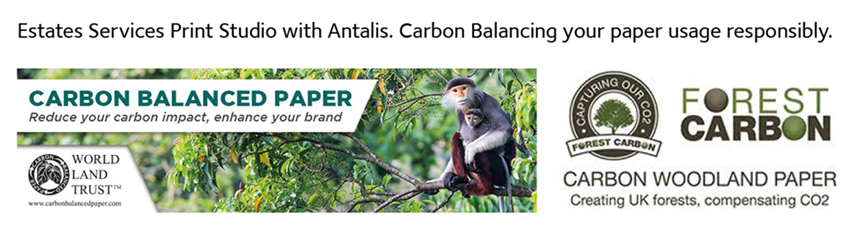 Estates Services Print Studio with Antalis. Carbon Balancing your paper usage responsibly.
CARBON BALANCED PAPER
Reduce your carbon impact, enhance your brand
WORLD
LAND
TRUST™
www.carbonbalancedpaper.com
CAPTURING OUR CO2
FOREST CARBON
FOREST
CARBON
CARBON WOODLAND PAPER
Creating UK forests, compensating CO2